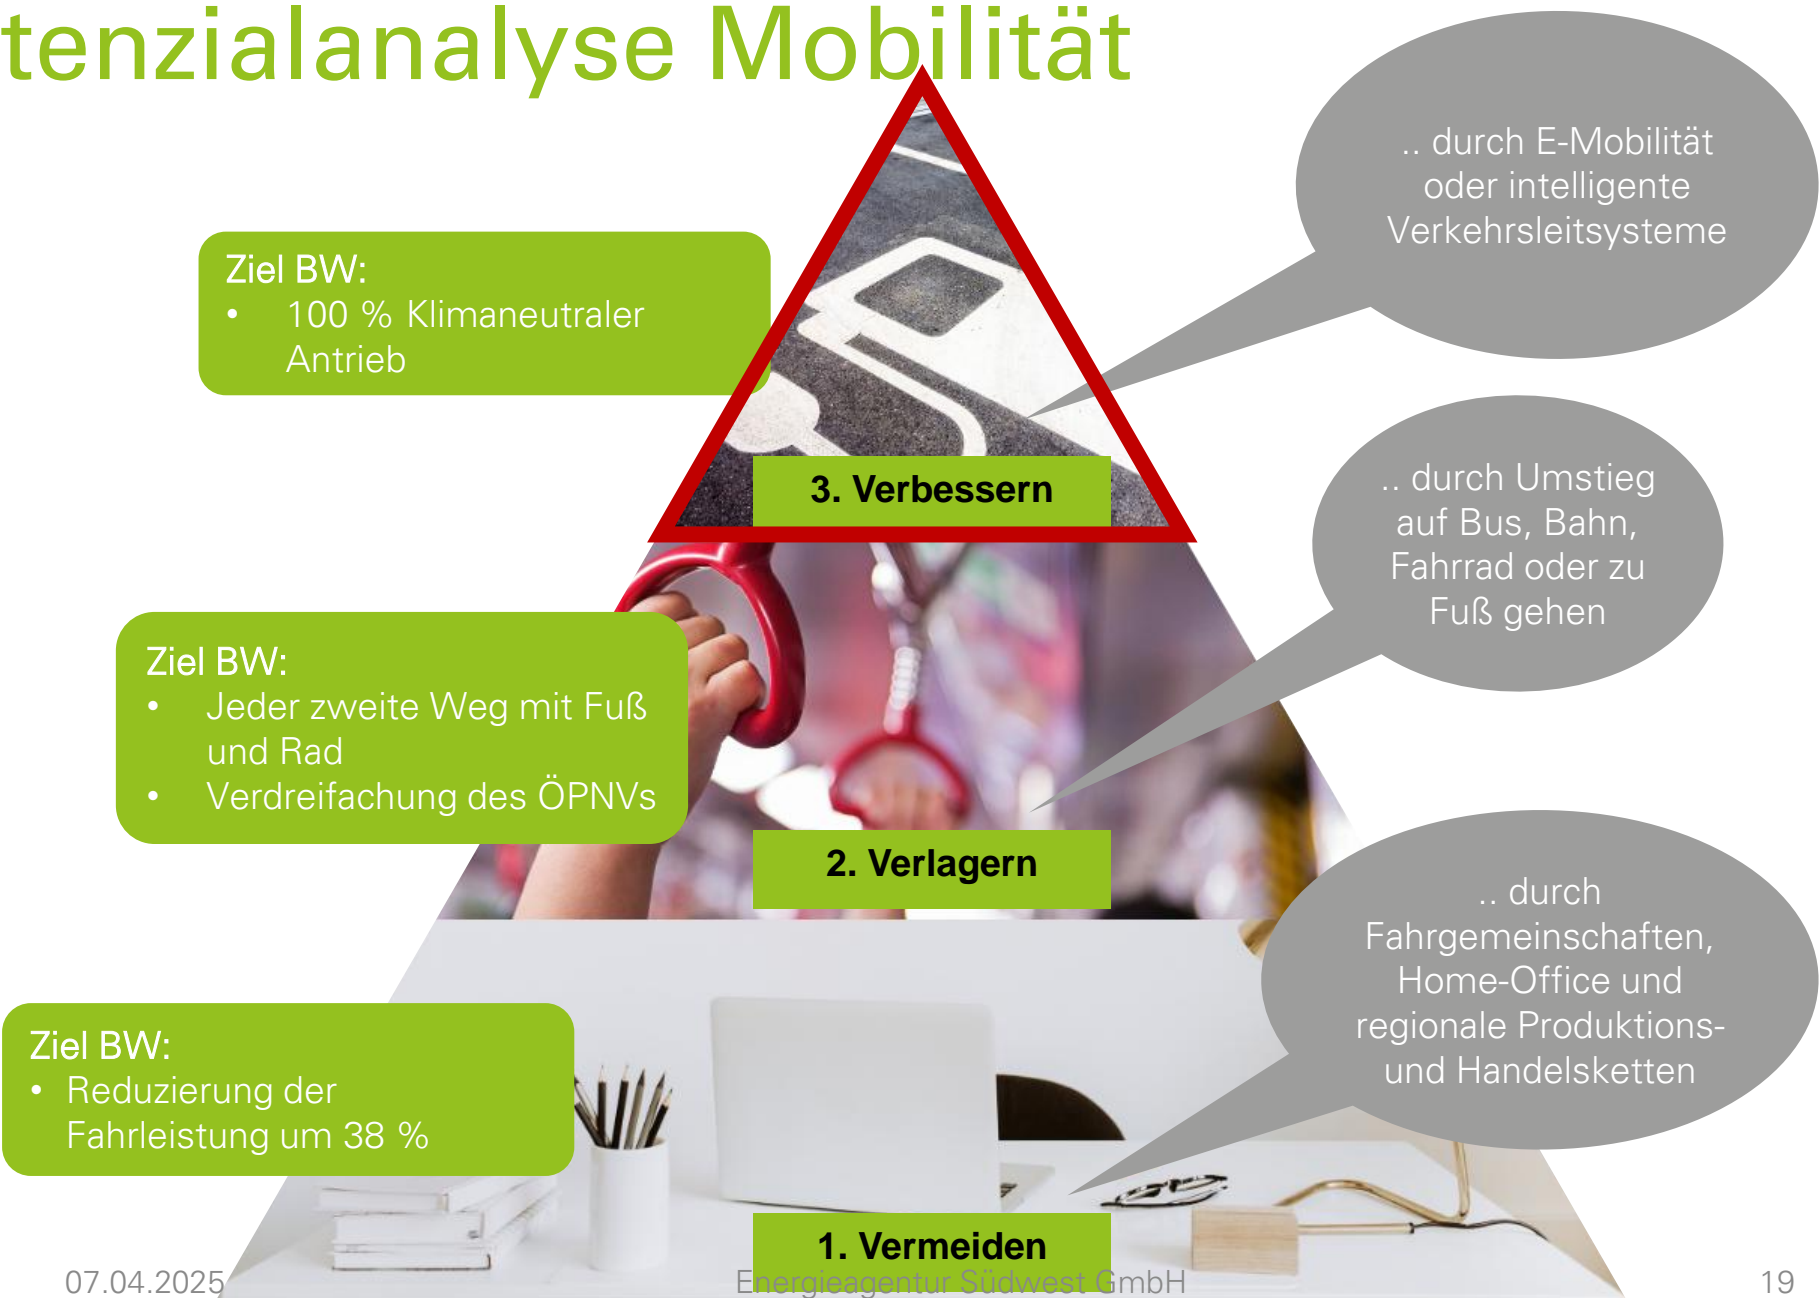 tenzialanalyse Mobilität
.. durch E-Mobilität
oder intelligente
Verkehrsleitsysteme
Ziel BW:
• 100 % Klimaneutraler
Antrieb
3. Verbessern
.. durch Umstieg
auf Bus, Bahn,
Fahrrad oder zu
Fuß gehen
Ziel BW:
• Jeder zweite Weg mit Fuß
und Rad
• Verdreifachung des ÖPNVs
2. Verlagern
.. durch
Fahrgemeinschaften,
Home-Office und
regionale Produktions-
und Handelsketten
Ziel BW:
• Reduzierung der
Fahrleistung um 38 %
1. Vermeiden
07.04.2025
Energieagentur Südwest GmbH
19